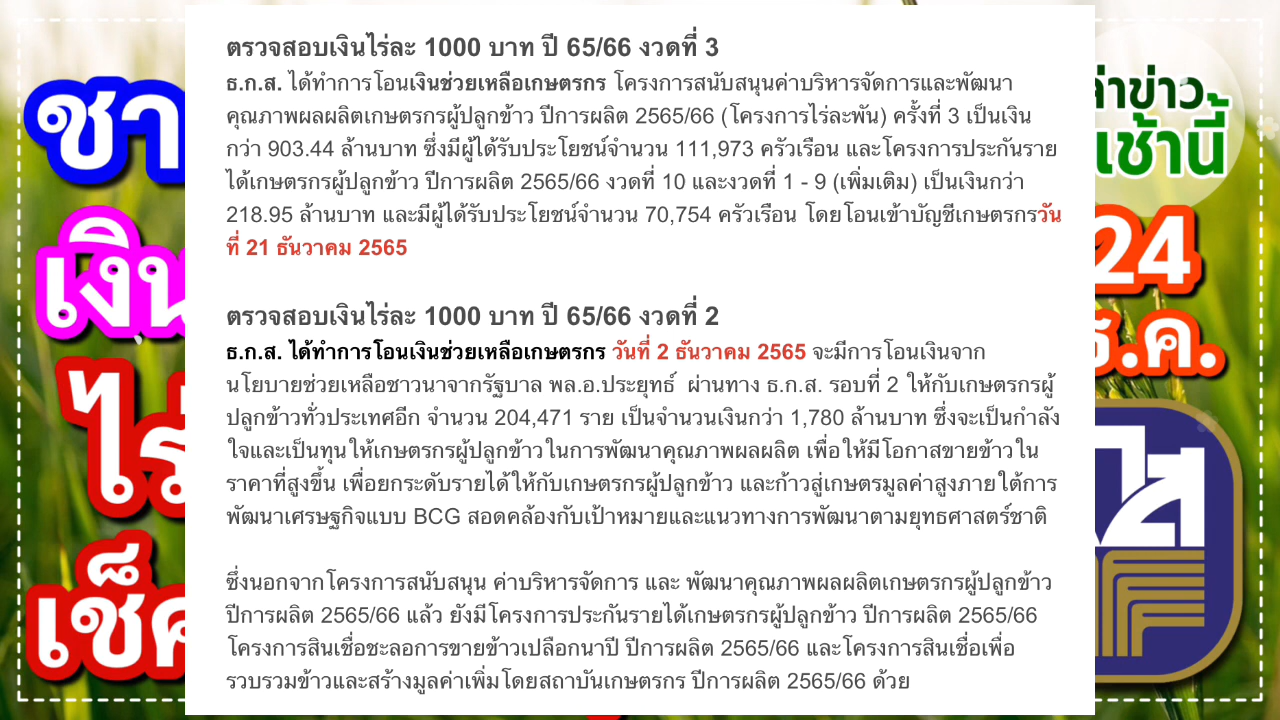 ตรวจสอบเงินไร่ละ 1000 บาท ปี 65/66 งวดที่ 3
ธ.ก.ส. ได้ทำการโอนเงินช่วยเหลือเกษตรกร โครงการสนับสนุนค่าบริหารจัดการและพัฒนา
คุณภาพผลผลิตเกษตรกรผู้ปลูกข้าว ปีการผลิต 2565/66 (โครงการไร่ละพัน) ครั้งที่ 3 เป็นเงิน
กว่า 903.44 ล้านบาท ซึ่งมีผู้ได้รับประโยชน์จำนวน 111,973 ครัวเรือน และโครงการประกันราย
ได้เกษตรกรผู้ปลูกข้าว ปีการผลิต 2565/66 งวดที่ 10 และงวดที่ 1 - 9 (เพิ่มเติม) เป็นเงินกว่า
218.95 ล้านบาท และมีผู้ได้รับประโยชน์จำนวน 70,754 ครัวเรือน โดยโอนเข้าบัญชีเกษตรกรวัน
ที่ 21 ธันวาคม 2565
ตรวจสอบเงินไร่ละ 1000 บาท ปี 65/66 งวดที่ 2
ธ.ก.ส. ได้ทำการโอนเงินช่วยเหลือเกษตรกร วันที่ 2 ธันวาคม 2565 จะมีการโอนเงินจาก
นโยบายช่วยเหลือชาวนาจากรัฐบาล พล.อ.ประยุทธ์ ผ่านทาง ธ.ก.ส. รอบที่ 2 ให้กับเกษตรกรผู้
ปลูกข้าวทั่วประเทศอีก จำนวน 204,471 ราย เป็นจำนวนเงินกว่า 1,780 ล้านบาท ซึ่งจะเป็นกำลัง
ใจและเป็นทุนให้เกษตรกรผู้ปลูกข้าวในการพัฒนาคุณภาพผลผลิต เพื่อให้มีโอกาสขายข้าวใน
ราคาที่สูงขึ้น เพื่อยกระดับรายได้ให้กับเกษตรกรผู้ปลูกข้าว และก้าวสู่เกษตรมูลค่าสูงภายใต้การ
พัฒนาเศรษฐกิจแบบ BCG สอดคล้องกับเป้าหมายและแนวทางการพัฒนาตามยุทธศาสตร์ชาติ
ซึ่งนอกจากโครงการสนับสนุน ค่าบริหารจัดการ และ พัฒนาคุณภาพผลผลิตเกษตรกรผู้ปลูกข้าว
ปีการผลิต 2565/66 แล้ว ยังมีโครงการประกันรายได้เกษตรกรผู้ปลูกข้าว ปีการผลิต 2565/66
โครงการสินเชื่อชะลอการขายข้าวเปลือกนาปี ปีการผลิต 2565/66 และโครงการสินเชื่อเพื่อ
รวบรวมข้าวและสร้างมูลค่าเพิ่มโดยสถาบันเกษตรกร ปีการผลิต 2565/66 ด้วย
ชา
เงิน
ไร่
เช็ค
ล่าข่าว
เช้านี้
24
ธ.ค.